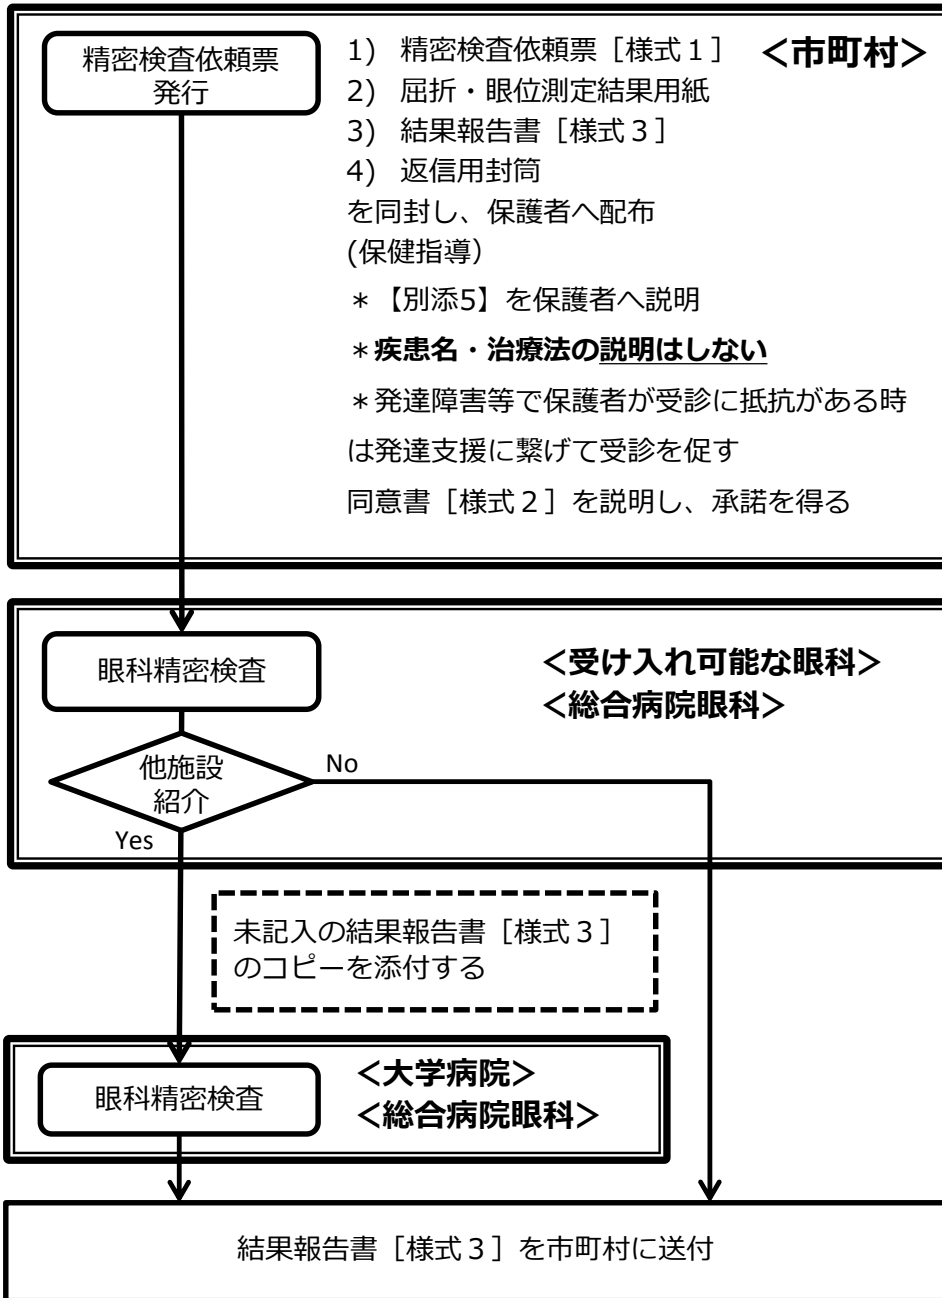 精密検査依頼票
発行
＜市町村＞
1) 精密検査依頼票［様式１］
2) 屈折・眼位測定結果用紙
3) 結果報告書［様式３］
4) 返信用封筒
を同封し、保護者へ配布
(保健指導）
＊【別添5】を保護者へ説明
＊疾患名・治療法の説明はしない
＊発達障害等で保護者が受診に抵抗がある時
は発達支援に繋げて受診を促す
同意書［様式２］を説明し、承諾を得る
眼科精密検査
＜受け入れ可能な眼科＞
＜総合病院眼科＞
他施設
紹介
No
Yes
未記入の結果報告書［様式３］
のコピーを添付する
眼科精密検査
＜大学病院＞
＜総合病院眼科＞
結果報告書［様式３］を市町村に送付